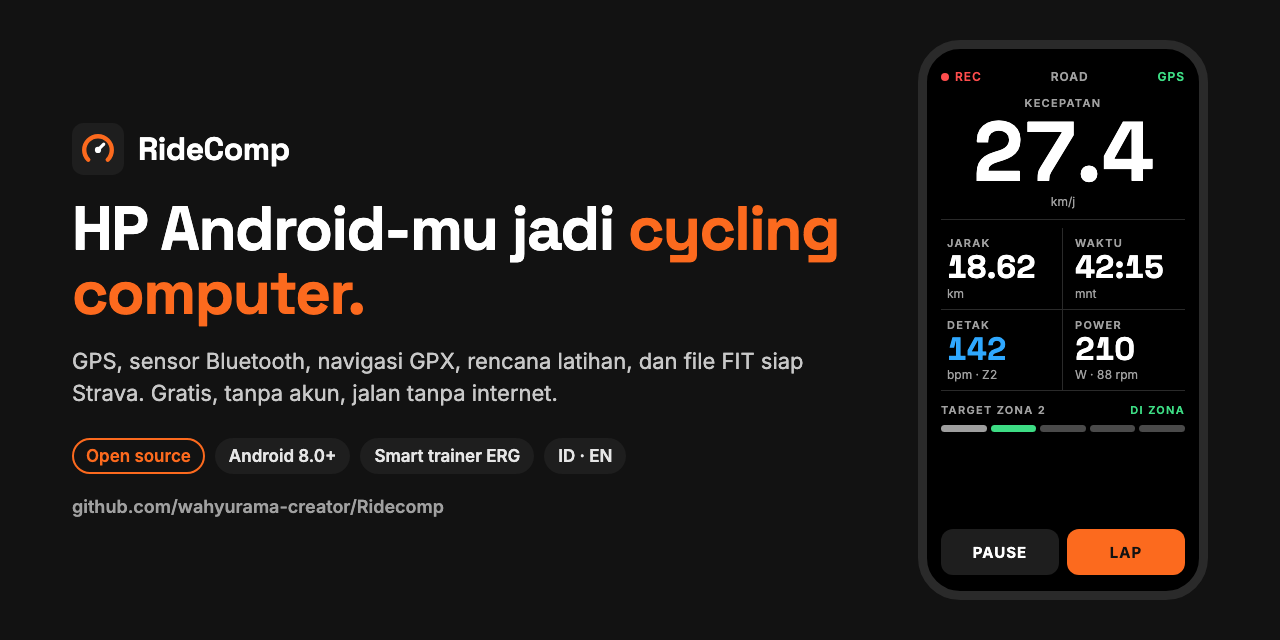 RideComp
HP Android-mu jadi cycling
computer.
GPS, sensor Bluetooth, navigasi GPX, rencana latihan, dan file FIT siap
Strava. Gratis, tanpa akun, jalan tanpa internet.
Open source
Android 8.0+
Smart trainer ERG
ID · EN
github.com/wahyurama-creator/Ridecomp
REC
ROAD
GPS
KECEPATAN
27.4
km/j
JARAK
18.62
km
WAKTU
42:15
mnt
DETAK
142
bpm · Z2
POWER
210
W · 88 rpm
TARGET ZONA 2
DI ZONA
PAUSE
LAP